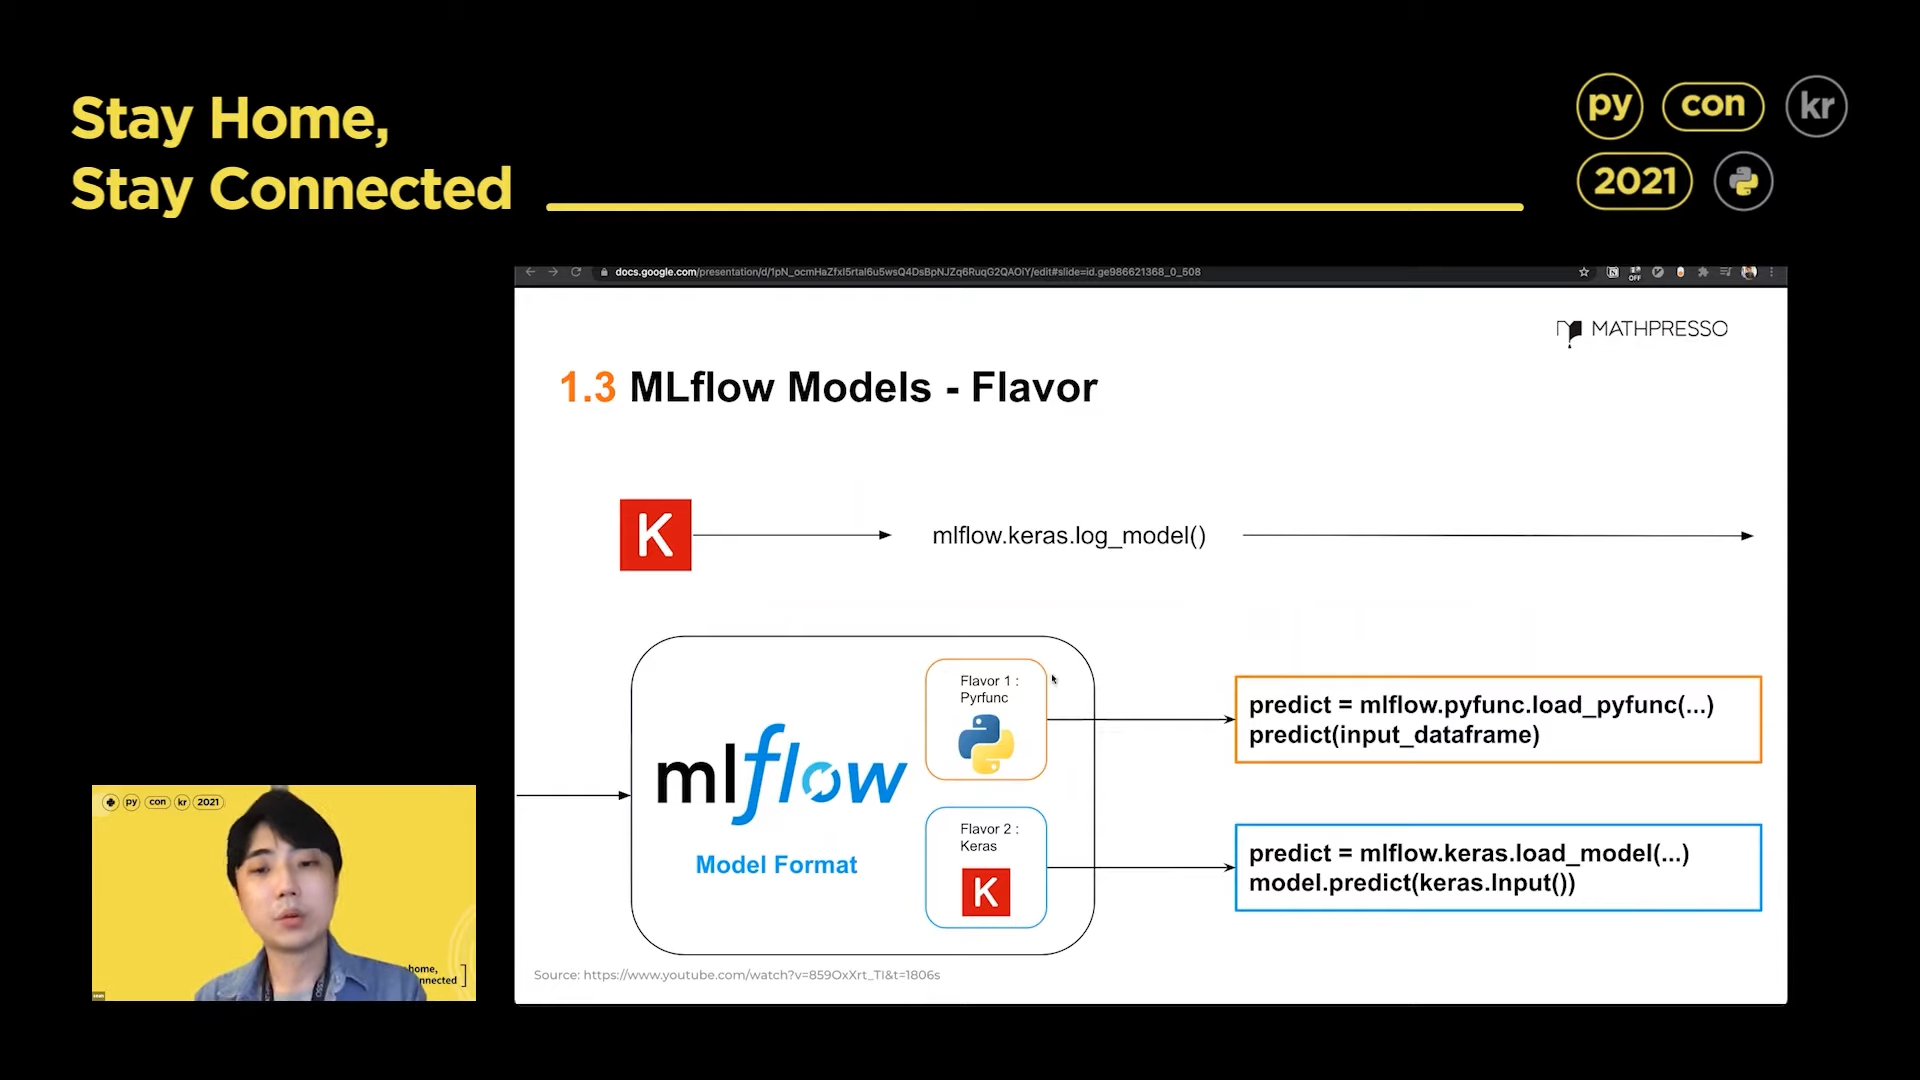 Stay Home,
Stay Connected
py con kr
2021
docs.google.com/presentation/d/1pN_ocmHaZfxI5rtaI6u5wsQ4DsBpNJZq6RuqG2QAOiY/edit#slide=id.ge986621368_0_508
OFF
MATHPRESSO
1.3 MLflow Models - Flavor
K
mlflow.keras.log_model()
Flavor 1 :
Pyrfunc
predict = mlflow.pyfunc.load_pyfunc(...)
predict(input_dataframe)
mlflow
Model Format
Flavor 2 :
Keras
K
predict = mlflow.keras.load_model(...)
model.predict(keras.Input())
Source: https://www.youtube.com/watch?v=859OxXrt_TI&t=1806s
py con kr 2021
home,
nnected